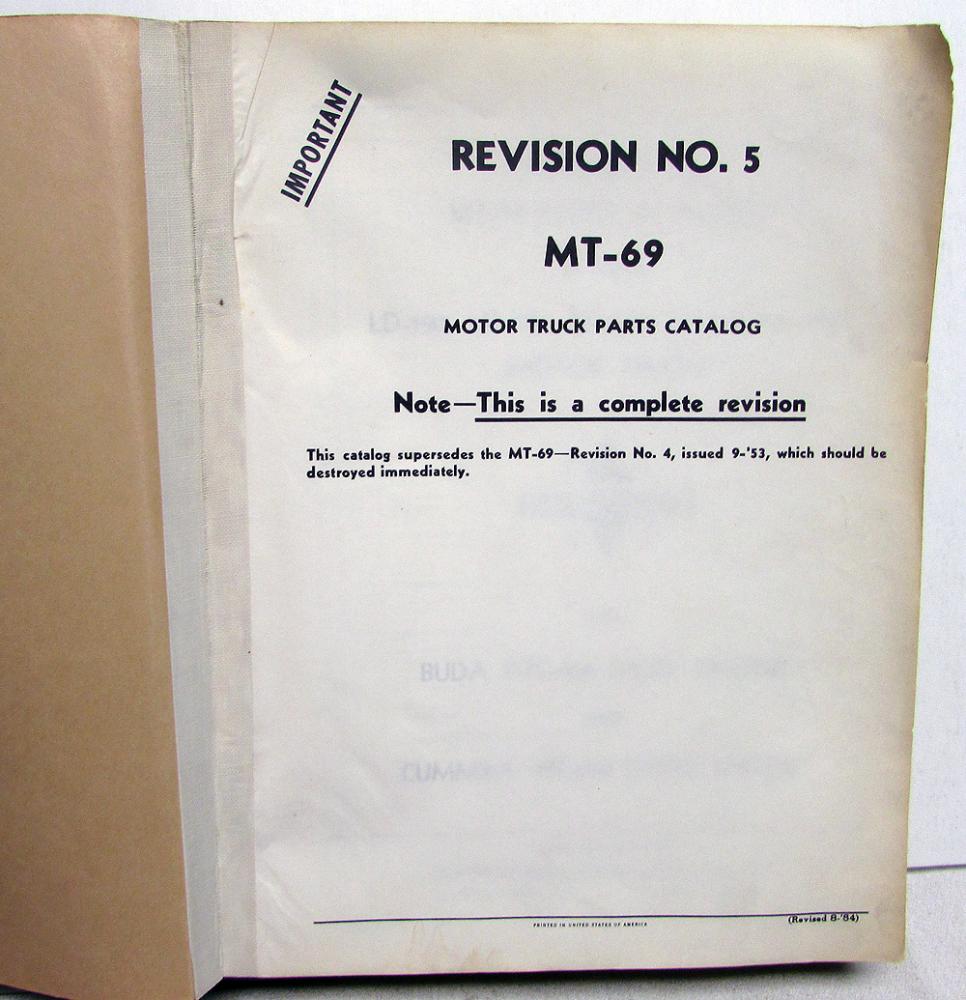 IMPORTANT
REVISION NO. 5
MT-69
MOTOR TRUCK PARTS CATALOG
Note—This is a complete revision
This catalog supersedes the MT-69—Revision No. 4, issued 9-'53, which should be
destroyed immediately.
BUDA
PRINTED IN UNITED STATES OF AMERICA
(Revised 8-'54)